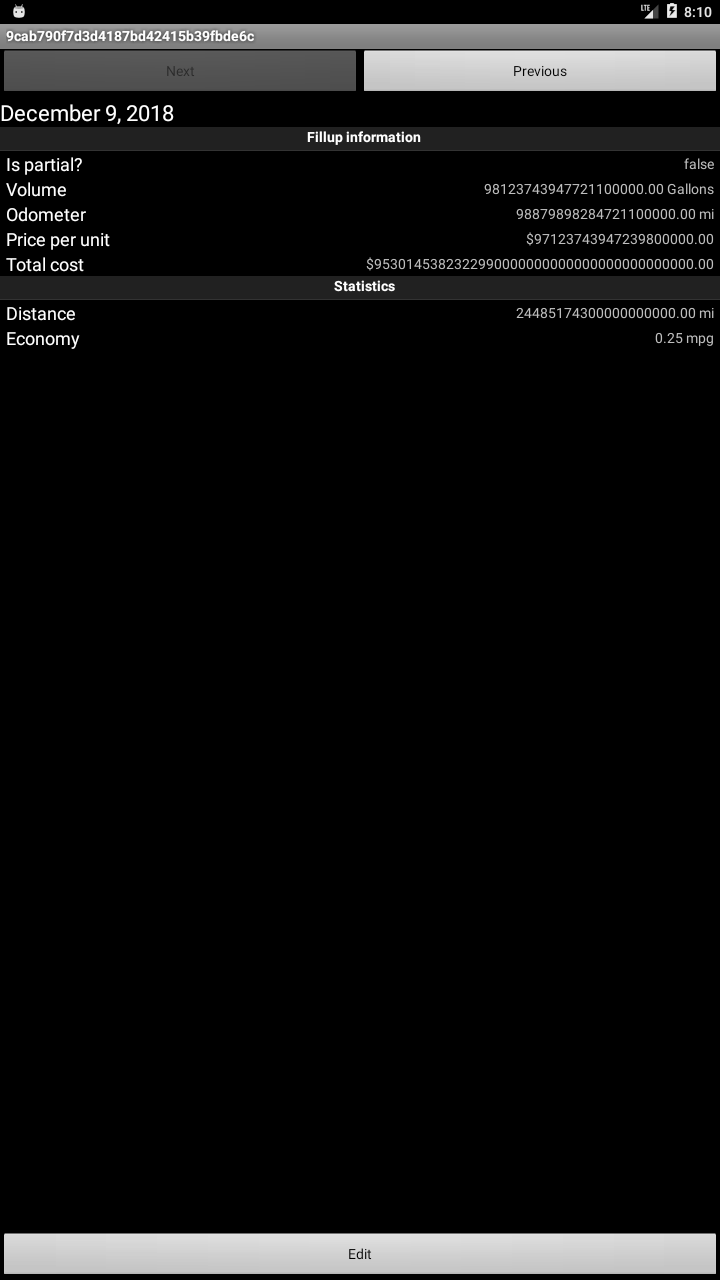 LTE 8:10
9cab790f7d3d4187bd42415b39fbde6c
Next Previous
December 9, 2018
Fillup information
Is partial? false
Volume 98123743947721100000.00 Gallons
Odometer 98879898284721100000.00 mi
Price per unit $97123743947239800000.00
Total cost $9530145382322990000000000000000000000000.00
Statistics
Distance 24485174300000000000.00 mi
Economy 0.25 mpg
Edit